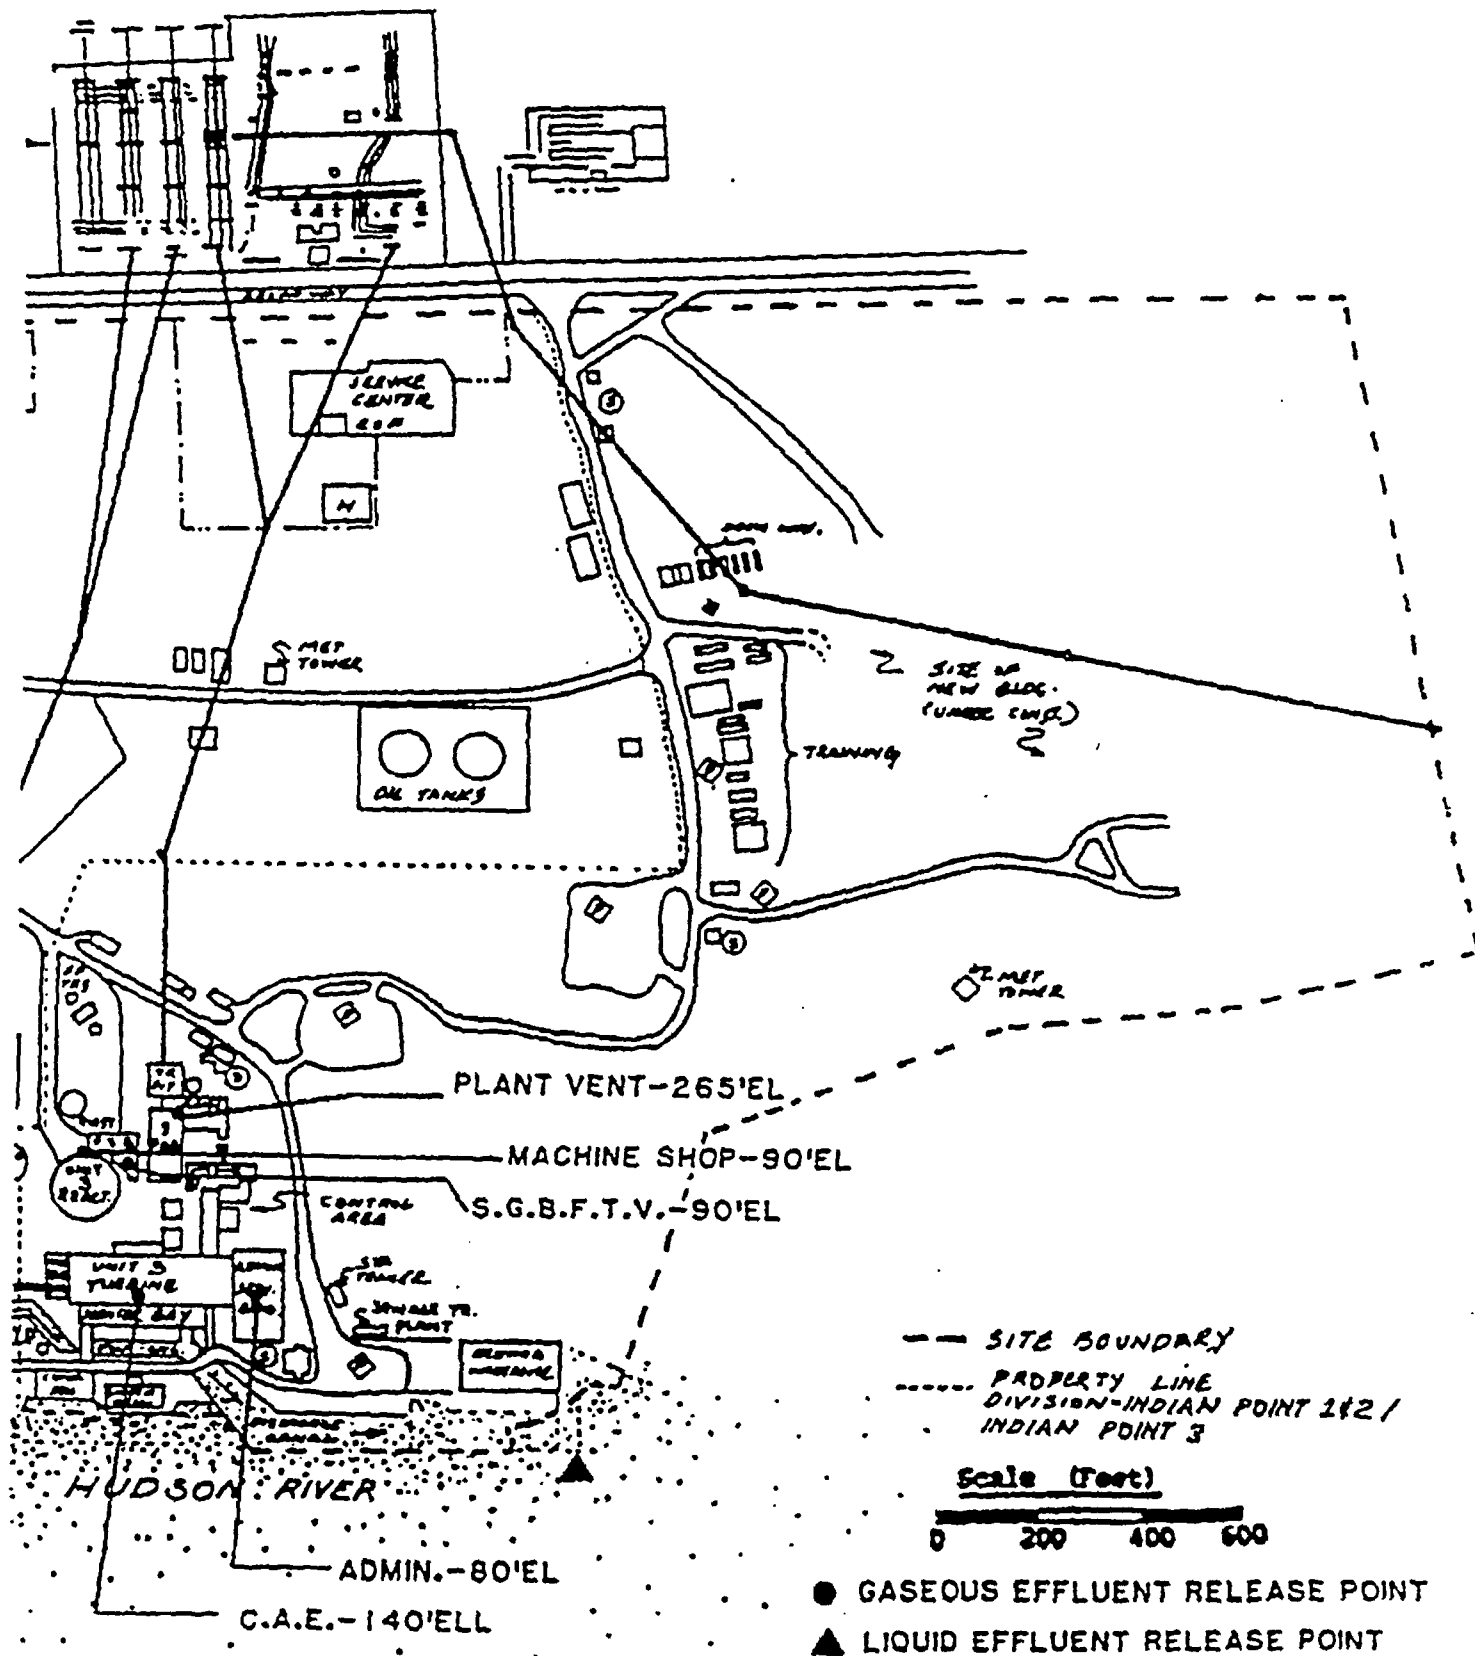 SERVICE
CENTER
H
MET
TOWER
SITE OF
NEW BLDG.
OIL TANKS
TRAINING
MET
TOWER
PLANT VENT-265'EL
MACHINE SHOP-90'EL
S.G.B.F.T.V.-90'EL
CONTROL
AREA
UNIT 3
REACT.
UNIT 3
TURBINE
TOWER
SEWAGE TR.
PLANT
HUDSON RIVER
ADMIN.-80'EL
C.A.E.-140'ELL
SITE BOUNDARY
PROPERTY LINE
DIVISION-INDIAN POINT 1&2/
INDIAN POINT 3
Scale (Feet)
0 200 400 600
GASEOUS EFFLUENT RELEASE POINT
LIQUID EFFLUENT RELEASE POINT